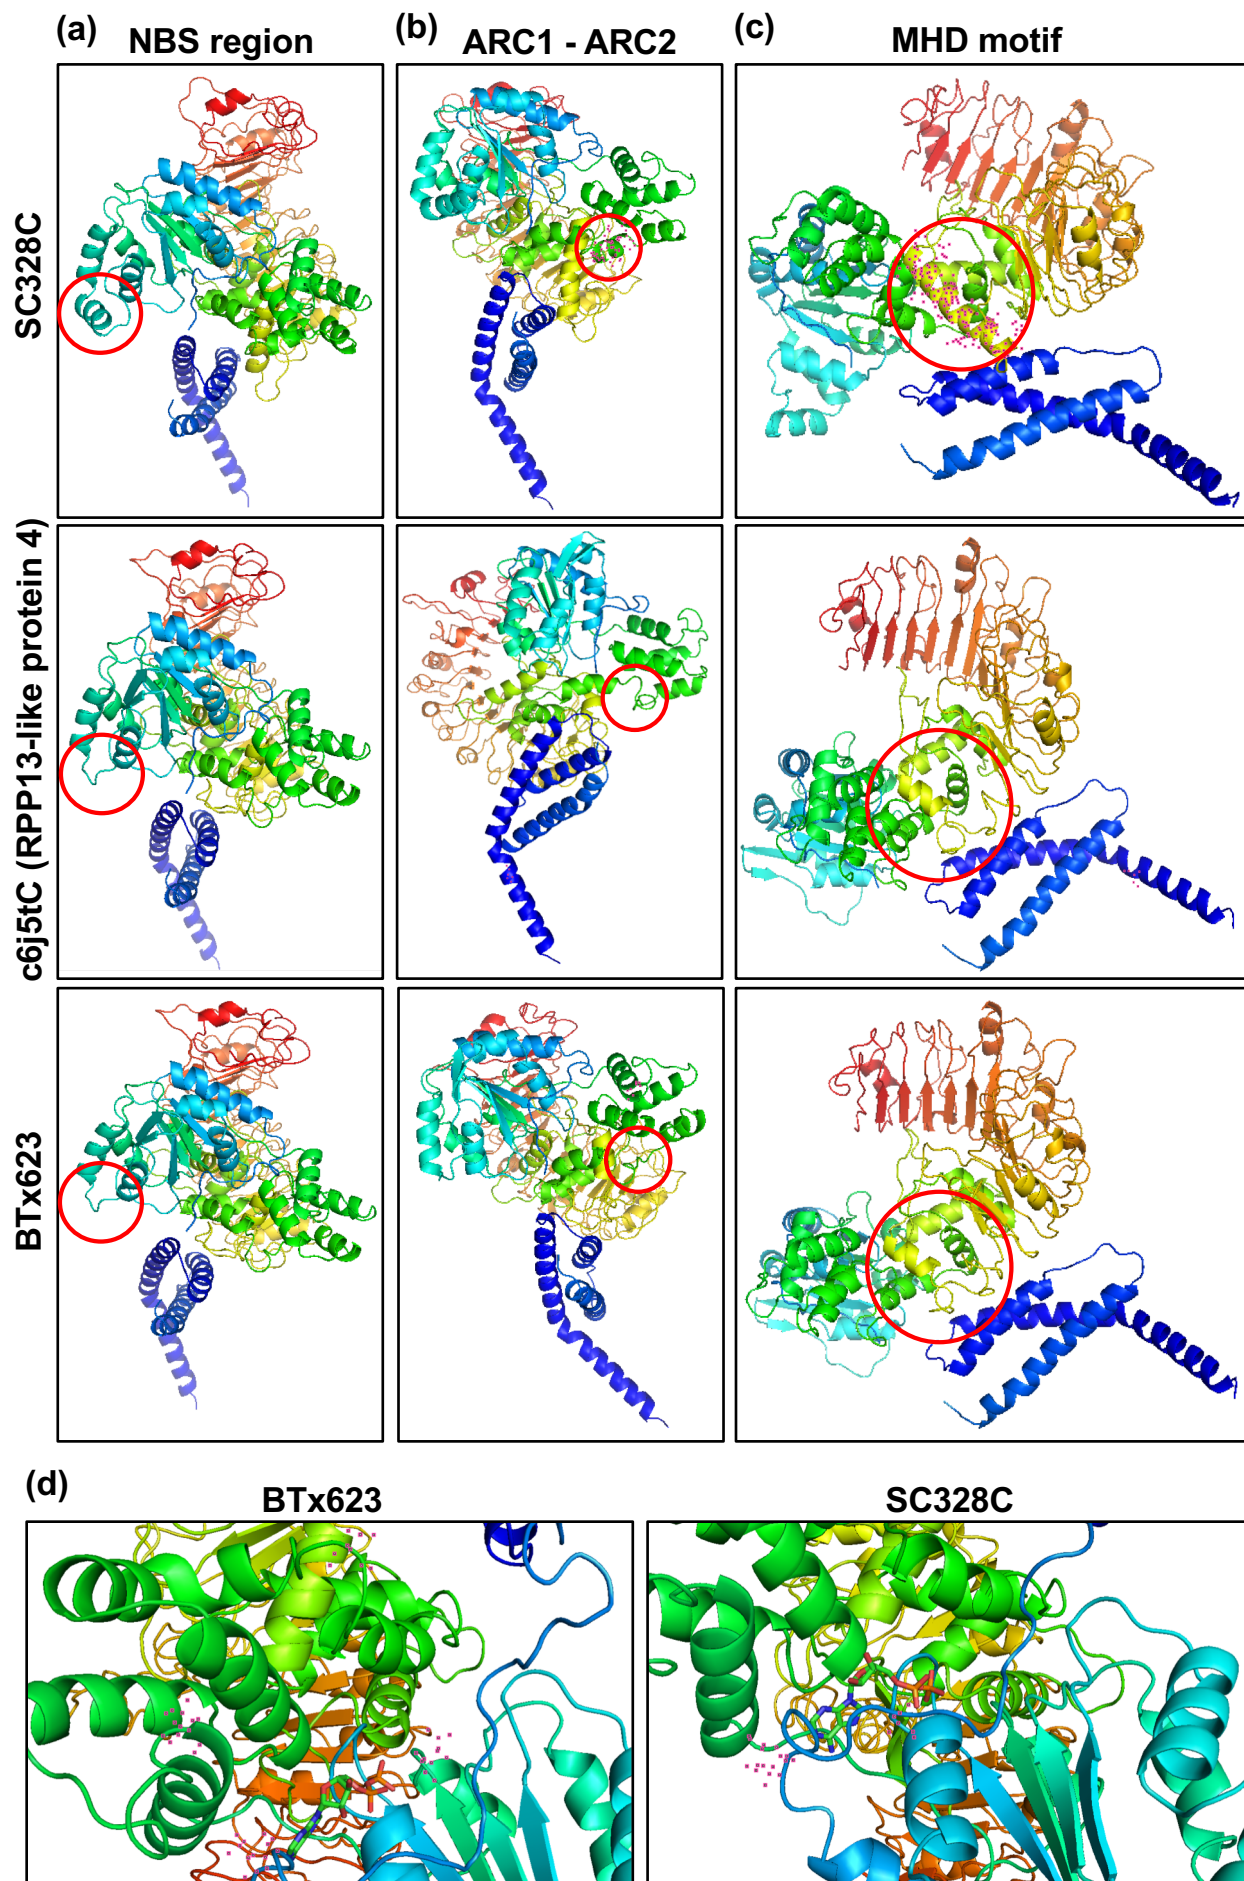 (a) NBS region
(b) ARC1 - ARC2
(c) MHD motif
SC328C
c6j5tC (RPP13-like protein 4)
BTx623
(d)
BTx623
SC328C